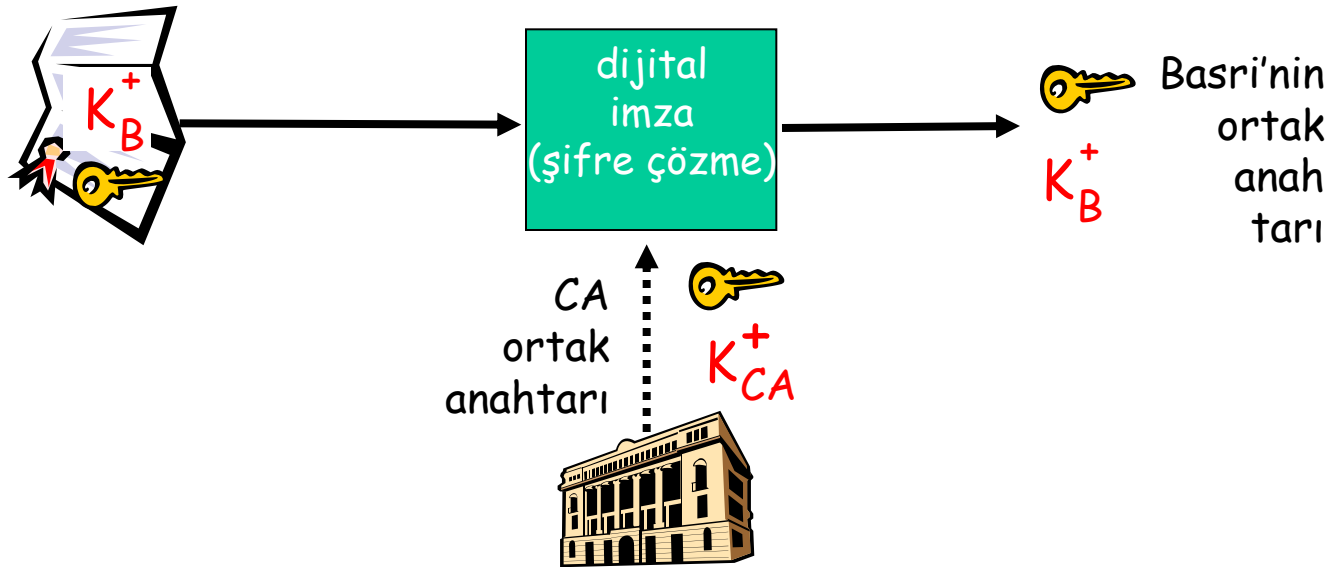 K_B^+
dijital
imza
(şifre çözme)
Basri’nin
ortak
anah
tarı
K_B^+
CA
ortak
anahtarı
K_CA^+